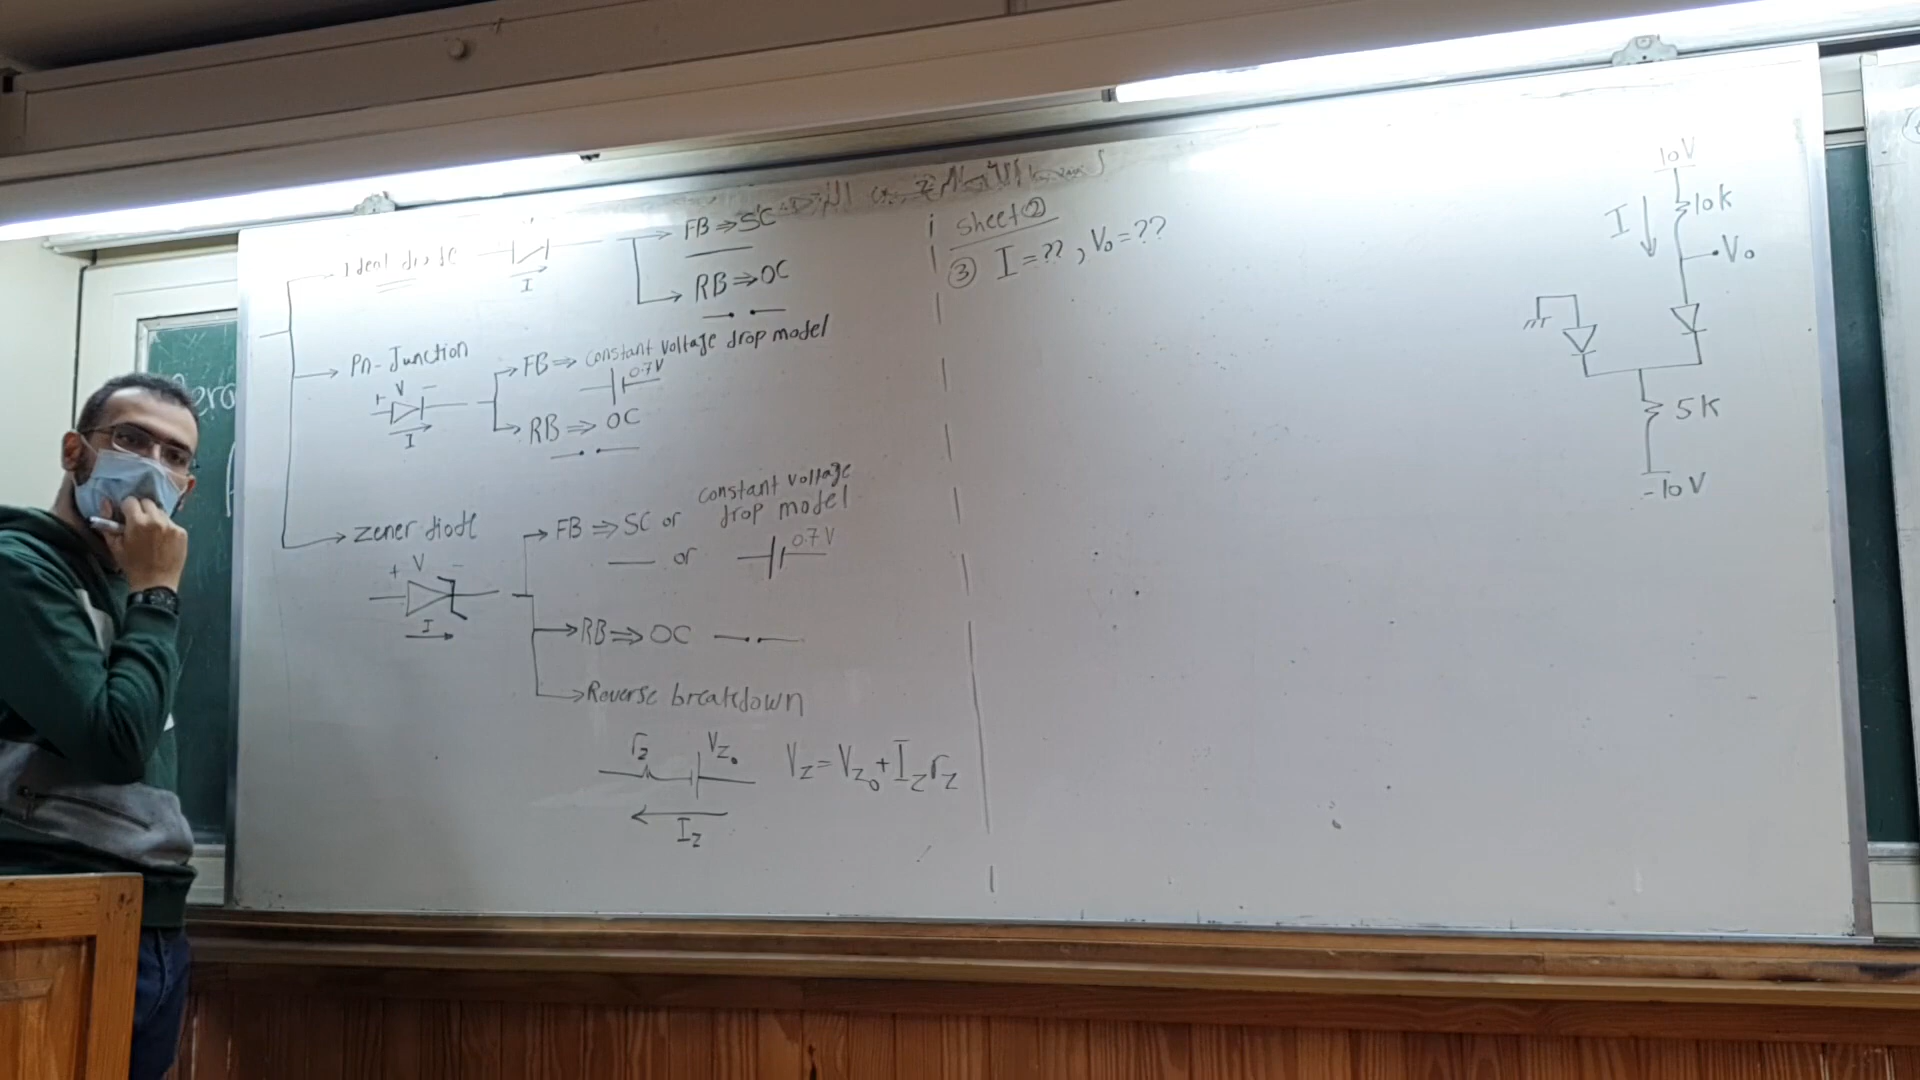 Ideal diode
I
FB ⇒ SC
RB ⇒ OC
Pn-Junction
+ V -
I
FB ⇒ constant voltage drop model
0.7V
RB ⇒ OC
zener diode
+ V -
I
FB ⇒ SC or constant voltage drop model
or 0.7V
RB ⇒ OC
Reverse breakdown
rz Vz₀
Iz
Vz = Vz₀ + Iz rz
Sheet ②
③ I = ?? , V₀ = ??
10V
I
10K
V₀
5K
-10V